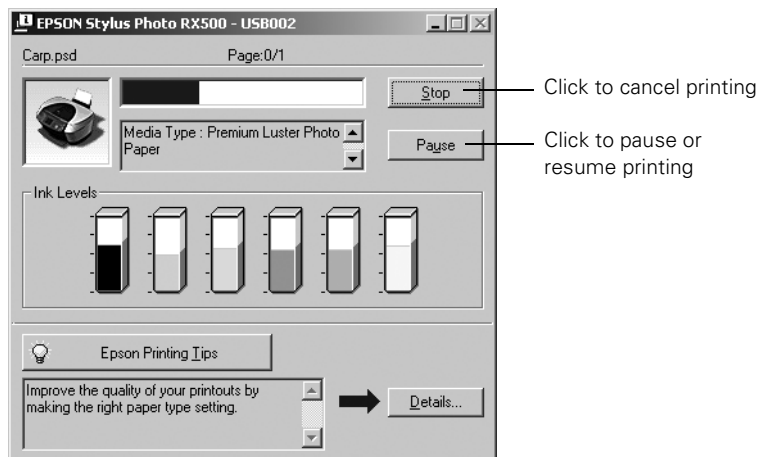 EPSON Stylus Photo RX500 - USB002
Carp.psd Page:0/1
Stop
Click to cancel printing
Media Type : Premium Luster Photo
Paper
Pause
Click to pause or
resume printing
Ink Levels
Epson Printing Tips
Improve the quality of your printouts by
making the right paper type setting.
Details...